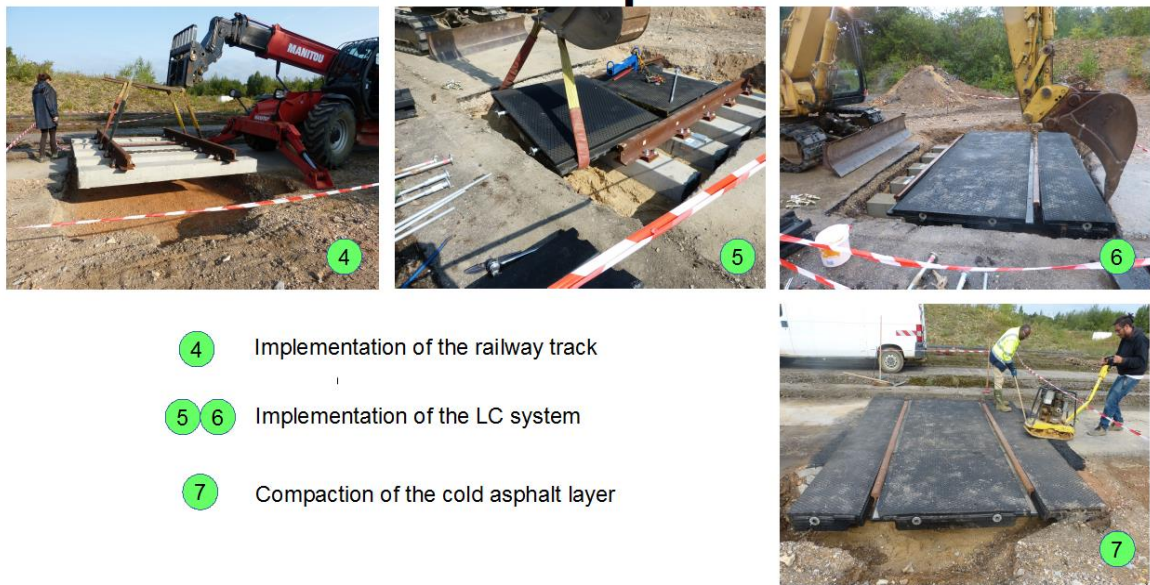 MANITOU
4
5
6
4 Implementation of the railway track
5 6 Implementation of the LC system
7 Compaction of the cold asphalt layer
7